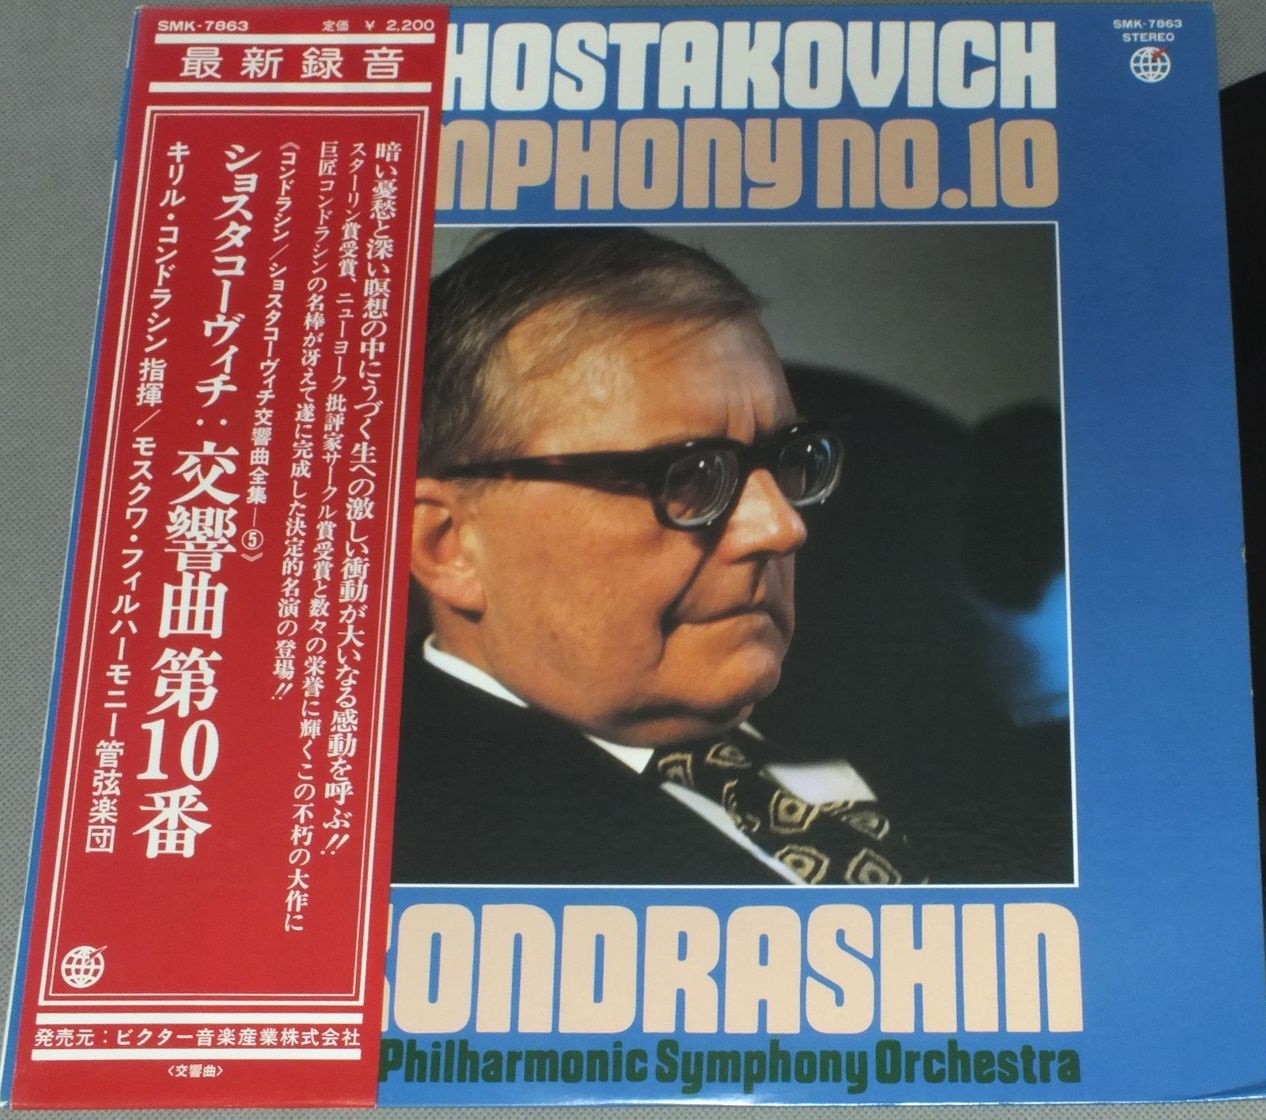 SMK-7863 定価 ¥ 2,200
最新録音
暗い憂愁と深い瞑想の中にうづく生への激しい衝動が大いなる感動を呼ぶ!!
スターリン賞受賞、ニューヨーク批評家サークル賞受賞と数々の栄誉に輝くこの不朽の大作に
巨匠コンドラシンの名棒が冴えて遂に完成した決定的名演の登場!!
《コンドラシン/ショスタコーヴィチ交響曲全集—⑤》
ショスタコーヴィチ:交響曲第10番
キリル・コンドラシン指揮/モスクワ・フィルハーモニー管弦楽団
発売元:ビクター音楽産業株式会社
〈交響曲〉
SMK-7863
STEREO
HOSTAKOVICH
MPHONY NO.10
KONDRASHIN
Philharmonic Symphony Orchestra